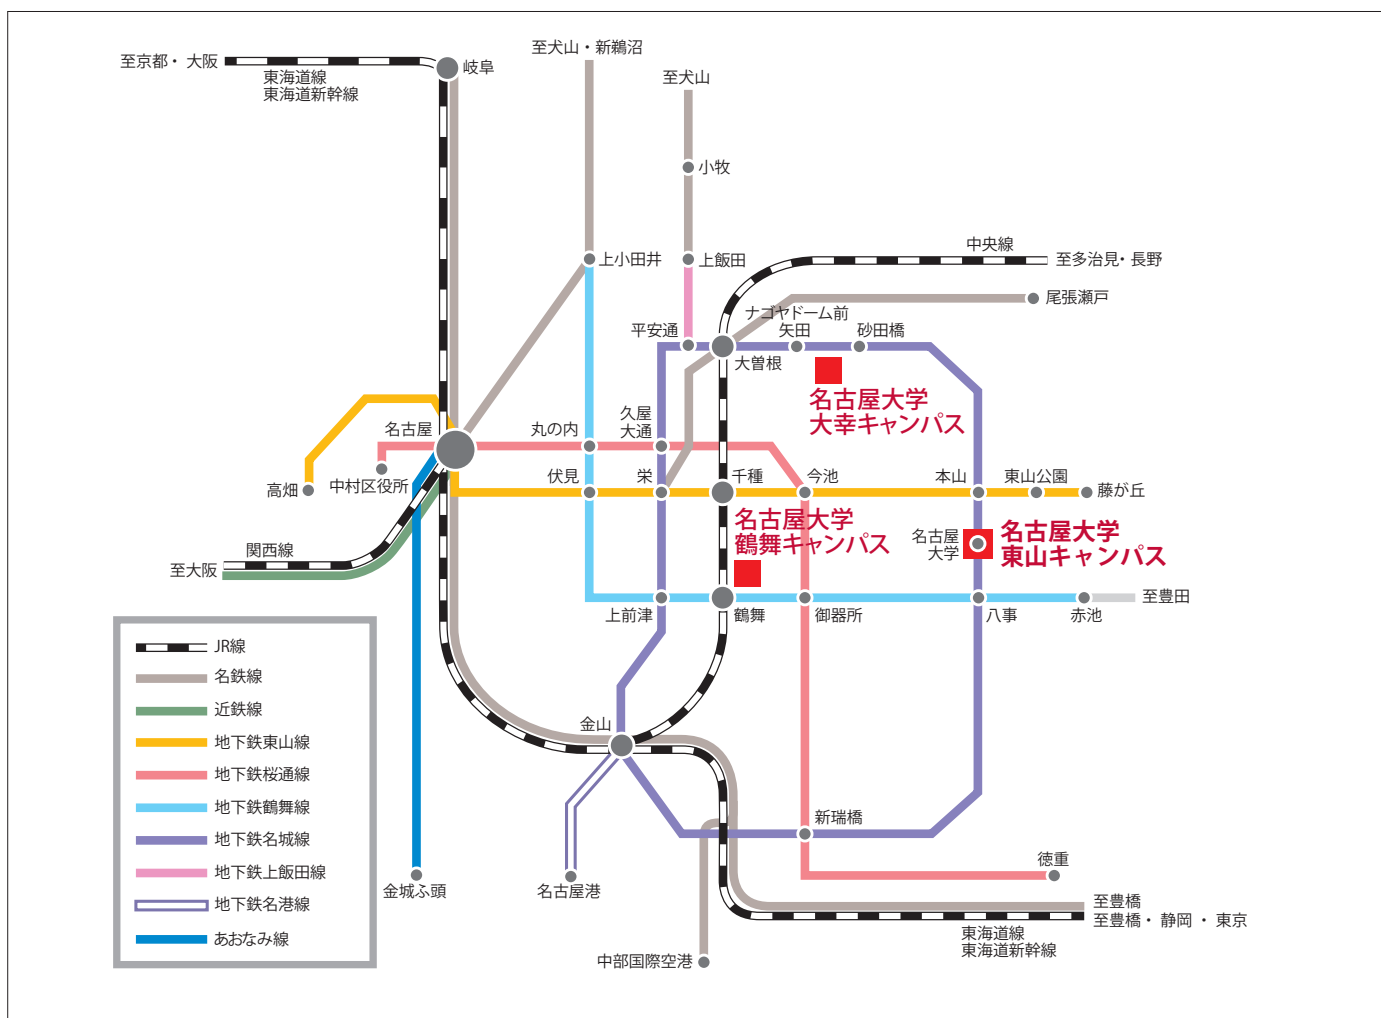 至犬山・新鵜沼
至京都・ 大阪
東海道線
東海道新幹線
岐阜
至犬山
小牧
中央線
上小田井
上飯田
至多治見・長野
尾張瀬戸
ナゴヤドーム前
矢田
砂田橋
平安通
大曽根
名古屋大学
大幸キャンパス
久屋
大通
名古屋
丸の内
高畑
中村区役所
伏見
栄
千種
今池
本山
東山公園
藤が丘
名古屋大学
鶴舞キャンパス
名古屋
大学
名古屋大学
東山キャンパス
関西線
至大阪
上前津
鶴舞
御器所
八事
赤池
至豊田
JR線
名鉄線
近鉄線
地下鉄東山線
地下鉄桜通線
地下鉄鶴舞線
地下鉄名城線
地下鉄上飯田線
地下鉄名港線
あおなみ線
金山
新瑞橋
徳重
金城ふ頭
名古屋港
至豊橋
至豊橋・ 静岡 ・ 東京
東海道線
東海道新幹線
中部国際空港